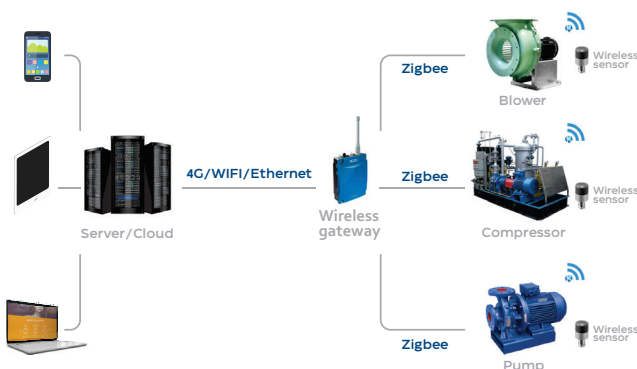 Zigbee
Wireless
sensor
Blower
4G/WIFI/Ethernet
Zigbee
Wireless
sensor
Server/Cloud
Wireless
gateway
Compressor
Zigbee
Wireless
sensor
Pump